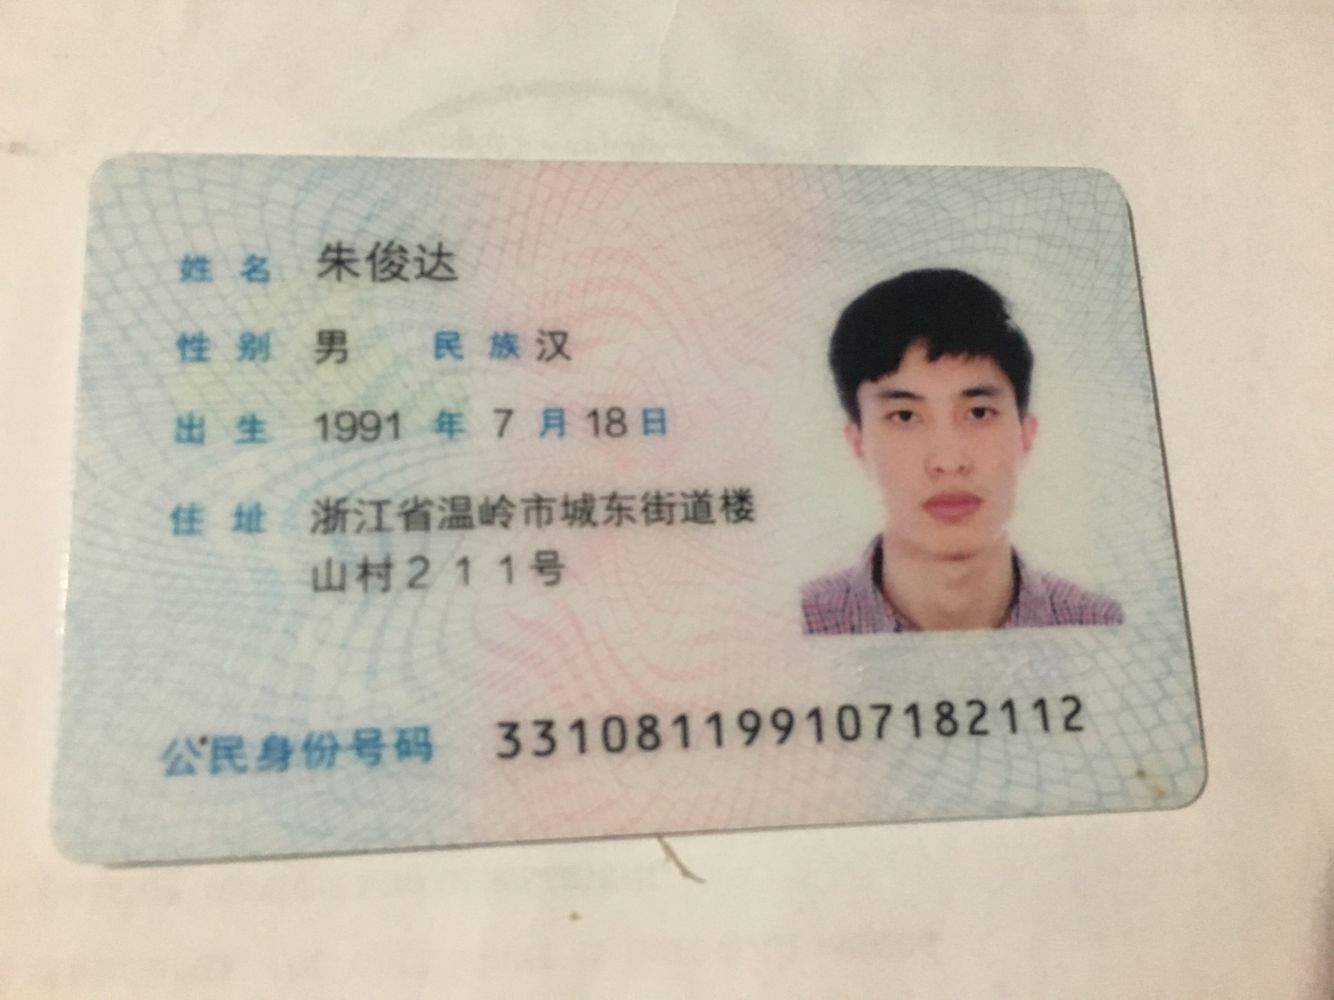 姓名 朱俊达
性别 男 民族 汉
出生 1991 年 7 月 18 日
住址 浙江省温岭市城东街道楼
山村211号
公民身份号码 331081199107182112